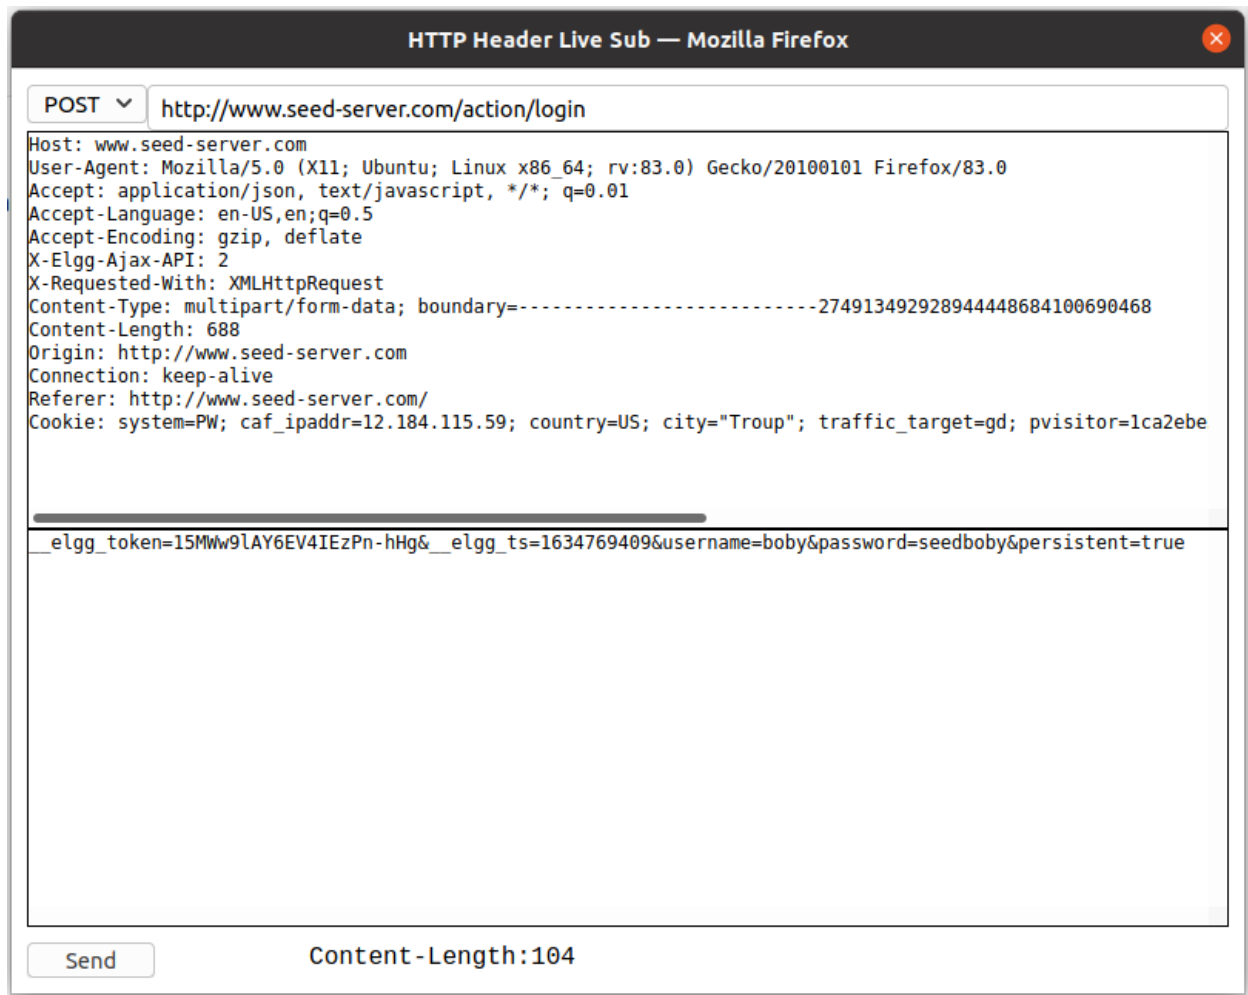 HTTP Header Live Sub — Mozilla Firefox
POST http://www.seed-server.com/action/login
Host: www.seed-server.com
User-Agent: Mozilla/5.0 (X11; Ubuntu; Linux x86_64; rv:83.0) Gecko/20100101 Firefox/83.0
Accept: application/json, text/javascript, */*; q=0.01
Accept-Language: en-US,en;q=0.5
Accept-Encoding: gzip, deflate
X-Elgg-Ajax-API: 2
X-Requested-With: XMLHttpRequest
Content-Type: multipart/form-data; boundary=---------------------------274913492928944448684100690468
Content-Length: 688
Origin: http://www.seed-server.com
Connection: keep-alive
Referer: http://www.seed-server.com/
Cookie: system=PW; caf_ipaddr=12.184.115.59; country=US; city="Troup"; traffic_target=gd; pvisitor=1ca2ebe
__elgg_token=15MWw9lAY6EV4IEzPn-hHg&__elgg_ts=1634769409&username=boby&password=seedboby&persistent=true
Send Content-Length:104